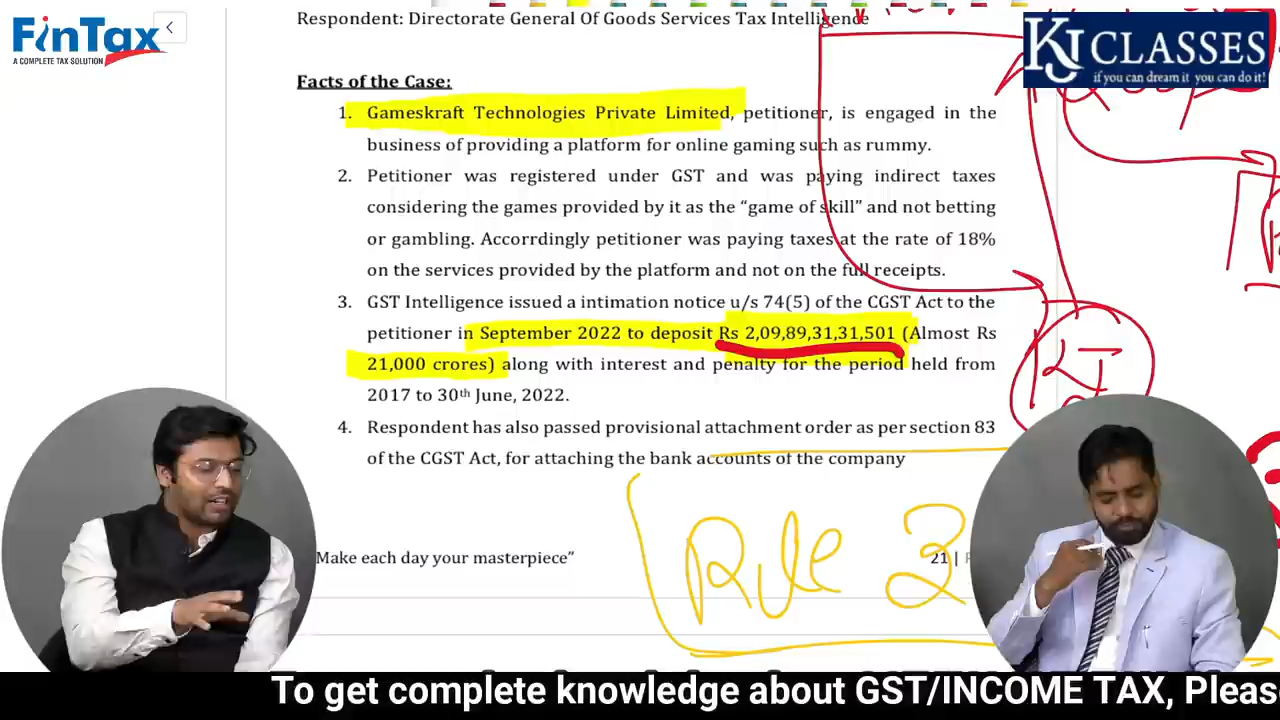 Respondent: Directorate General Of Goods Services Tax Intelligence
FinTax
A COMPLETE TAX SOLUTION
KJ CLASSES
if you can dream it you can do it!
Facts of the Case:
1. Gameskraft Technologies Private Limited, petitioner, is engaged in the
business of providing a platform for online gaming such as rummy.
2. Petitioner was registered under GST and was paying indirect taxes
considering the games provided by it as the “game of skill” and not betting
or gambling. Accorrdingly petitioner was paying taxes at the rate of 18%
on the services provided by the platform and not on the full receipts.
3. GST Intelligence issued a intimation notice u/s 74(5) of the CGST Act to the
petitioner in September 2022 to deposit Rs 2,09,89,31,31,501 (Almost Rs
21,000 crores) along with interest and penalty for the period held from
2017 to 30th June, 2022.
4. Respondent has also passed provisional attachment order as per section 83
of the CGST Act, for attaching the bank accounts of the company
Rule 3
Make each day your masterpiece”
21 |
To get complete knowledge about GST/INCOME TAX, Pleas